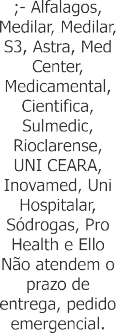 ;- Alfalagos,
Medilar, Medilar,
S3, Astra, Med
Center,
Medicamental,
Cientifica,
Sulmedic,
Rioclarense,
UNI CEARA,
Inovamed, Uni
Hospitalar,
Sódrogas, Pro
Health e Ello
Não atendem o
prazo de
entrega, pedido
emergencial.